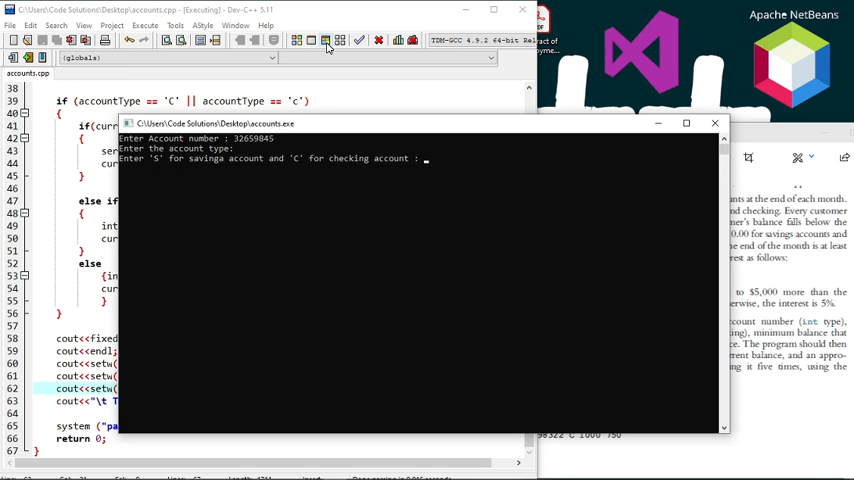 C:\Users\Code Solutions\Desktop\accounts.cpp - [Executing] - Dev-C++ 5.11
File Edit Search View Project Execute Tools AStyle Window Help
TDM-GCC 4.9.2 64-bit Rel
(globals)
accounts.cpp
38
39 if (accountType == 'C' || accountType == 'c')
40 {
41 if(curr
42 {
43 ser
44 cur
45 }
46
47 else if
48 {
49 int
50 cur
51 }
52 else
53 {in
54 cur
55 }
56 }
57
58 cout<<fixed
59 cout<<endl;
60 cout<<setw(
61 cout<<setw(
62 cout<<setw(
63 cout<<"\t T
65 system ("pa
66 return 0;
67 }
C:\Users\Code Solutions\Desktop\accounts.exe
Enter Account number : 32659845
Enter the account type:
Enter 'S' for savinga account and 'C' for checking account :
ract of
Apache NetBeans
nts at the end of each month.
nd checking. Every customer
mer's balance falls below the
0.00 for savings accounts and
he end of the month is at least
rest as follows:
to $5,000 more than the
erwise, the interest is 5%.
ccount number (int type),
ting), minimum balance that
ce. The program should then
rrent balance, and an appro-
ng it five times, using the
98322 C 1000 750